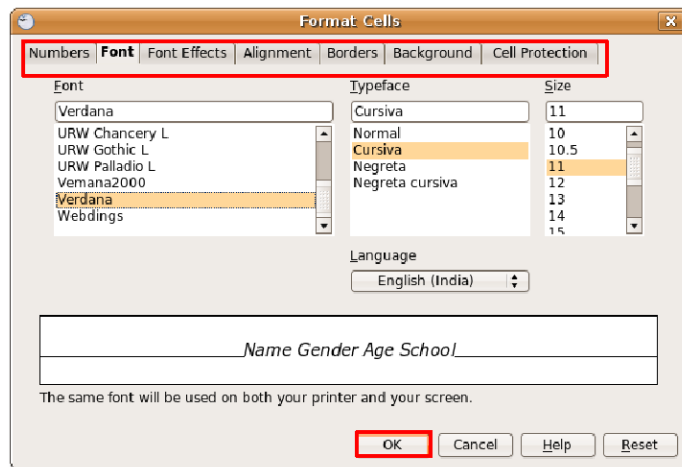 Format Cells
Numbers Font Font Effects Alignment Borders Background Cell Protection
Font Typeface Size
Verdana Cursiva 11
URW Chancery L Normal 10
URW Gothic L Cursiva 10.5
URW Palladio L Negreta 11
Vemana2000 Negreta cursiva 12
Verdana 13
Webdings 14
15
Language
English (India)
Name Gender Age School
The same font will be used on both your printer and your screen.
OK Cancel Help Reset